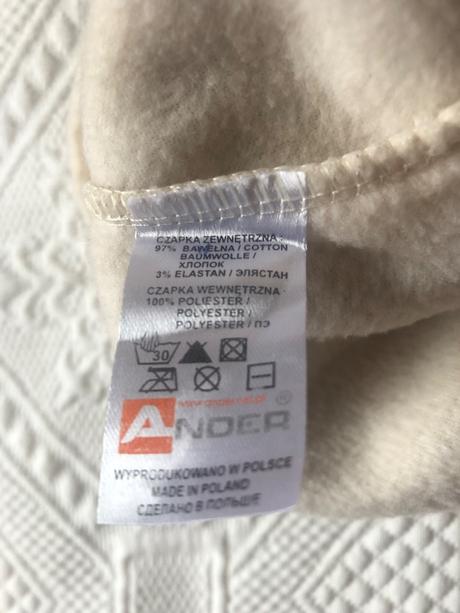 CZAPKA ZEWNĘTRZNA :
97% BAWEŁNA / COTTON
BAUMWOLLE /
ХЛОПОК
3% ELASTAN / ЭЛЯСТАН
CZAPKA WEWNĘTRZNA :
100% POLIESTER /
POLYESTER /
POLYESTER / ПЭ
30
ANDER ®
WYPRODUKOWANO W POLSCE
MADE IN POLAND
СДЕЛАНО В ПОЛЬШЕ